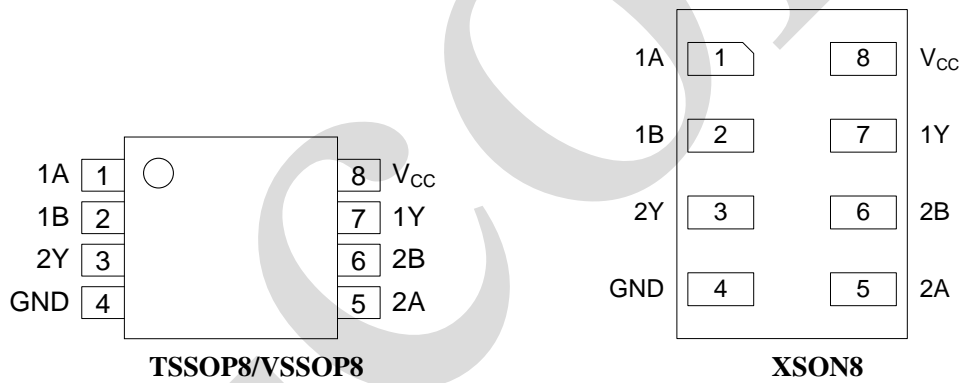 1A 1 8 VCC
1B 2 7 1Y
2Y 3 6 2B
GND 4 5 2A
TSSOP8/VSSOP8
1A 1 8 VCC
1B 2 7 1Y
2Y 3 6 2B
GND 4 5 2A
XSON8